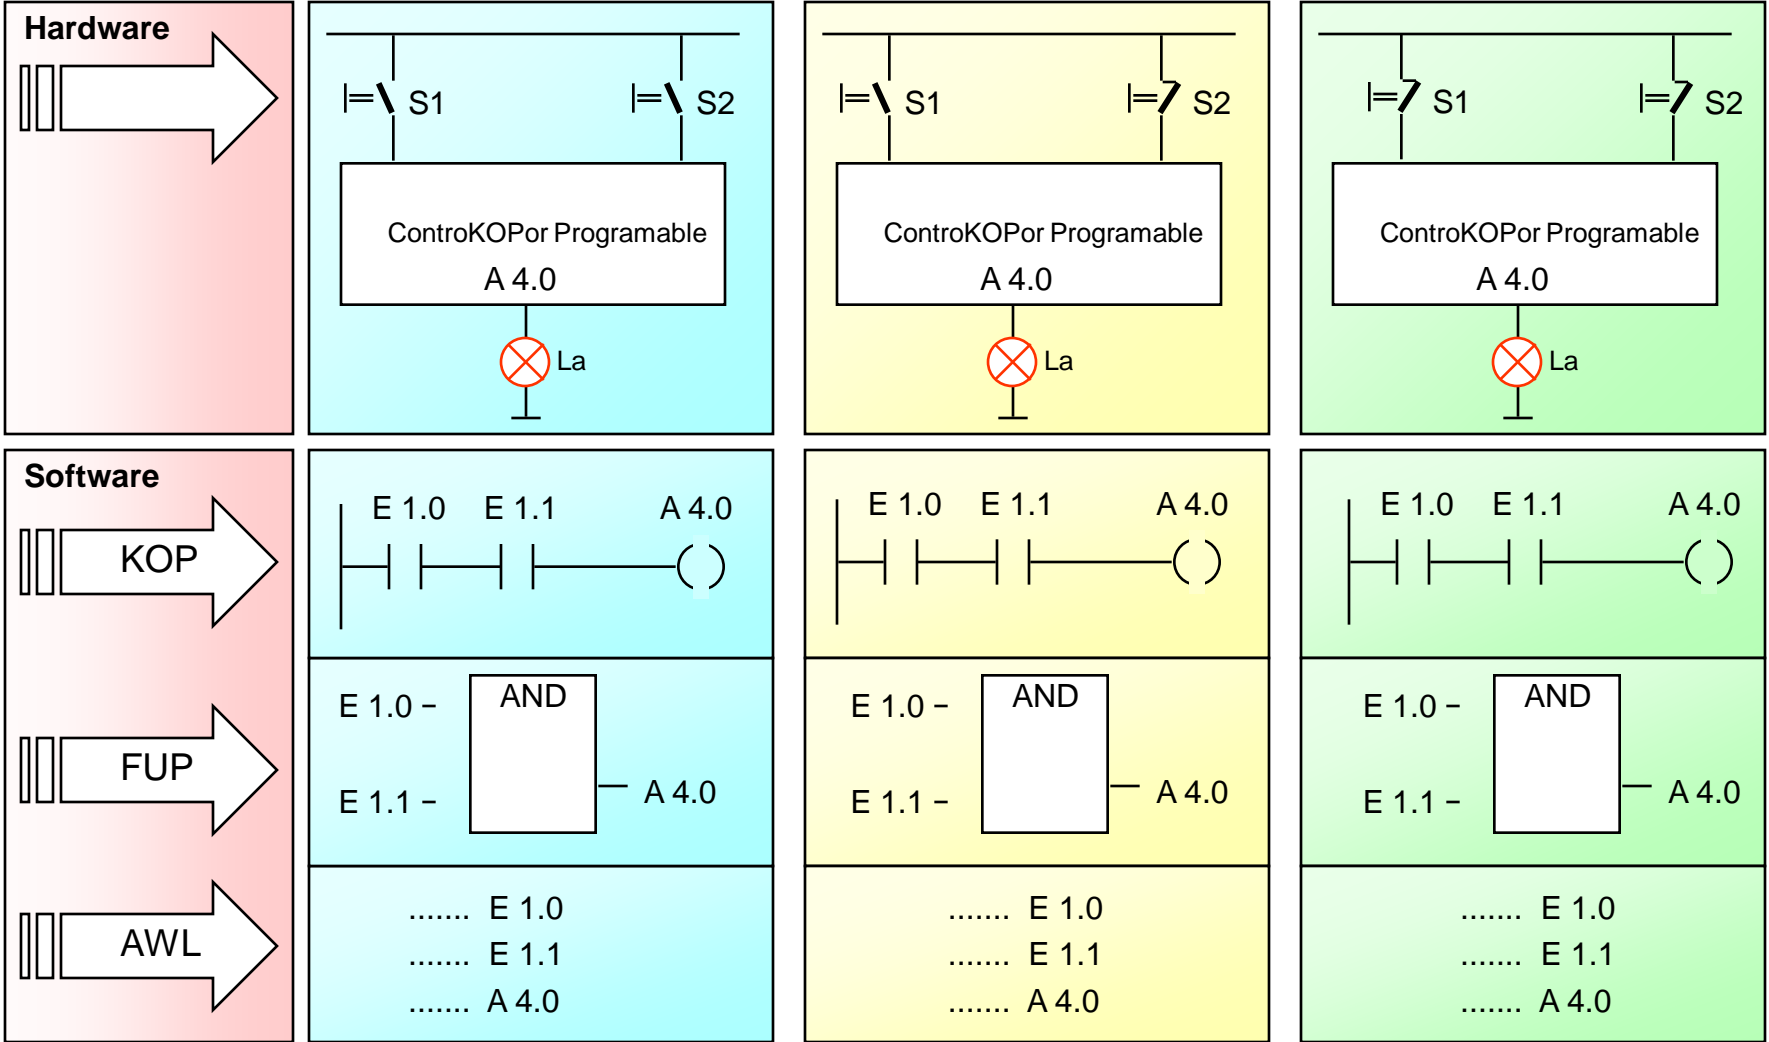 Hardware
S1 S2
ControKOPor Programable
A 4.0
La
S1 S2
ControKOPor Programable
A 4.0
La
S1 S2
ControKOPor Programable
A 4.0
La
Software
KOP
E 1.0 E 1.1 A 4.0
E 1.0 E 1.1 A 4.0
E 1.0 E 1.1 A 4.0
FUP
E 1.0 – AND
E 1.1 – — A 4.0
E 1.0 – AND
E 1.1 – — A 4.0
E 1.0 – AND
E 1.1 – — A 4.0
AWL
....... E 1.0
....... E 1.1
....... A 4.0
....... E 1.0
....... E 1.1
....... A 4.0
....... E 1.0
....... E 1.1
....... A 4.0